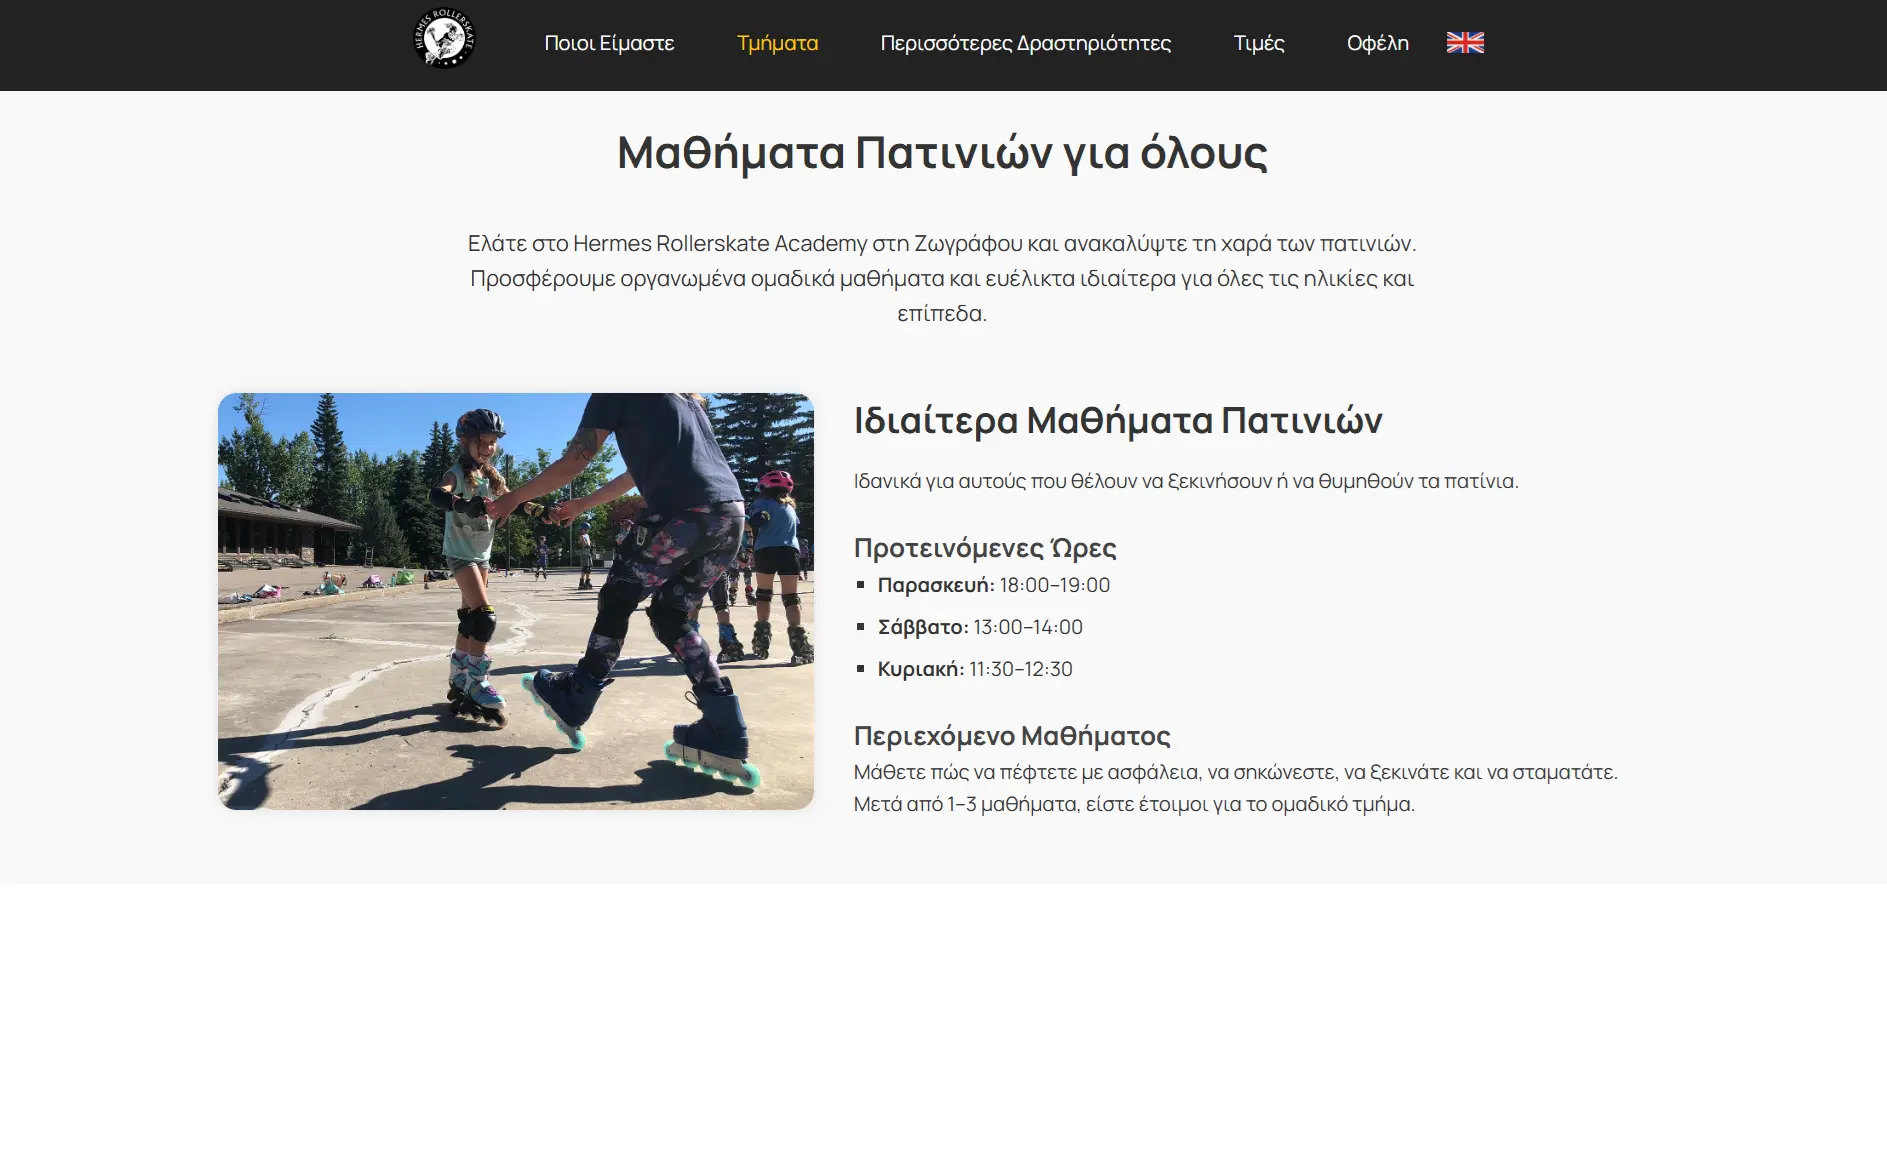 HERMES ROLLERSKATE
Ποιοι Είμαστε
Τμήματα
Περισσότερες Δραστηριότητες
Τιμές
Οφέλη
Μαθήματα Πατινιών για όλους
Ελάτε στο Hermes Rollerskate Academy στη Ζωγράφου και ανακαλύψτε τη χαρά των πατινιών.
Προσφέρουμε οργανωμένα ομαδικά μαθήματα και ευέλικτα ιδιαίτερα για όλες τις ηλικίες και
επίπεδα.
Ιδιαίτερα Μαθήματα Πατινιών
Ιδανικά για αυτούς που θέλουν να ξεκινήσουν ή να θυμηθούν τα πατίνια.
Προτεινόμενες Ώρες
Παρασκευή: 18:00–19:00
Σάββατο: 13:00–14:00
Κυριακή: 11:30–12:30
Περιεχόμενο Μαθήματος
Μάθετε πώς να πέφτετε με ασφάλεια, να σηκώνεστε, να ξεκινάτε και να σταματάτε.
Μετά από 1–3 μαθήματα, είστε έτοιμοι για το ομαδικό τμήμα.